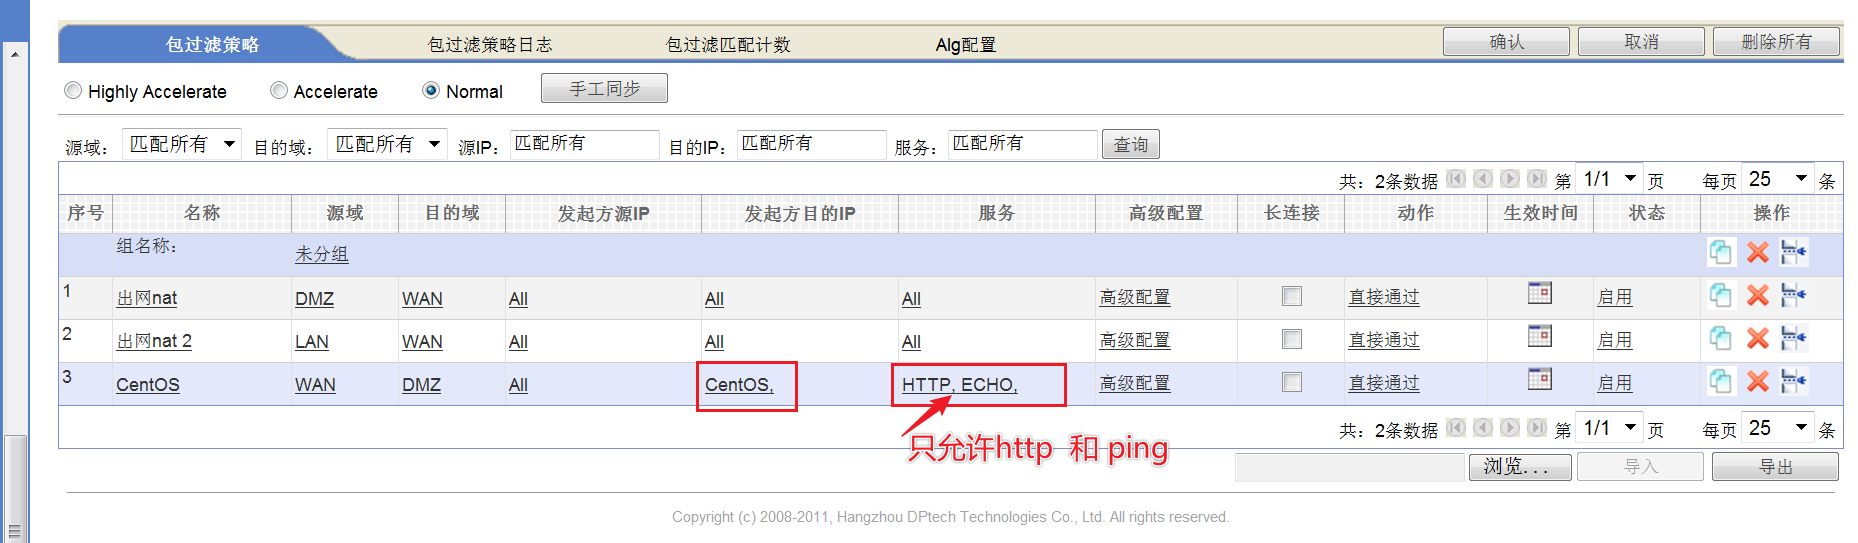 包过滤策略 包过滤策略日志 包过滤匹配计数 Alg配置 确认 取消 删除所有
Highly Accelerate Accelerate Normal 手工同步
源域： 匹配所有 目的域： 匹配所有 源IP： 匹配所有 目的IP： 匹配所有 服务： 匹配所有 查询
共：2条数据 第 1/1 页 每页 25 条
序号 名称 源域 目的域 发起方源IP 发起方目的IP 服务 高级配置 长连接 动作 生效时间 状态 操作
组名称： 未分组
1 出网nat DMZ WAN All All All 高级配置 直接通过 启用
2 出网nat 2 LAN WAN All All All 高级配置 直接通过 启用
3 CentOS WAN DMZ All CentOS, HTTP, ECHO, 高级配置 直接通过 启用
共：2条数据 第 1/1 页 每页 25 条
只允许http 和 ping
浏览... 导入 导出
Copyright (c) 2008-2011, Hangzhou DPtech Technologies Co., Ltd. All rights reserved.